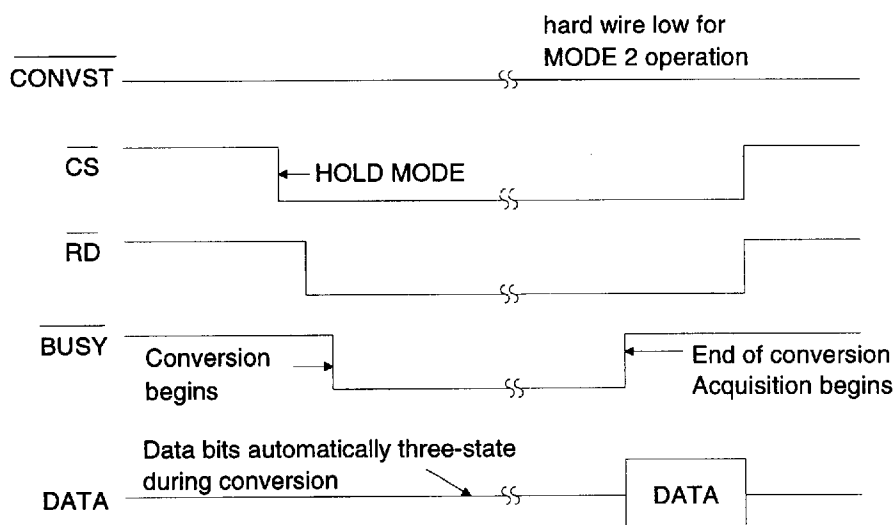 hard wire low for
MODE 2 operation
CONVST
CS
HOLD MODE
RD
BUSY
Conversion
begins
End of conversion
Acquisition begins
Data bits automatically three-state
during conversion
DATA
DATA